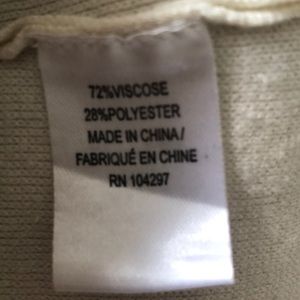 72%VISCOSE
28%POLYESTER
MADE IN CHINA/
FABRIQUÉ EN CHINE
RN 104297